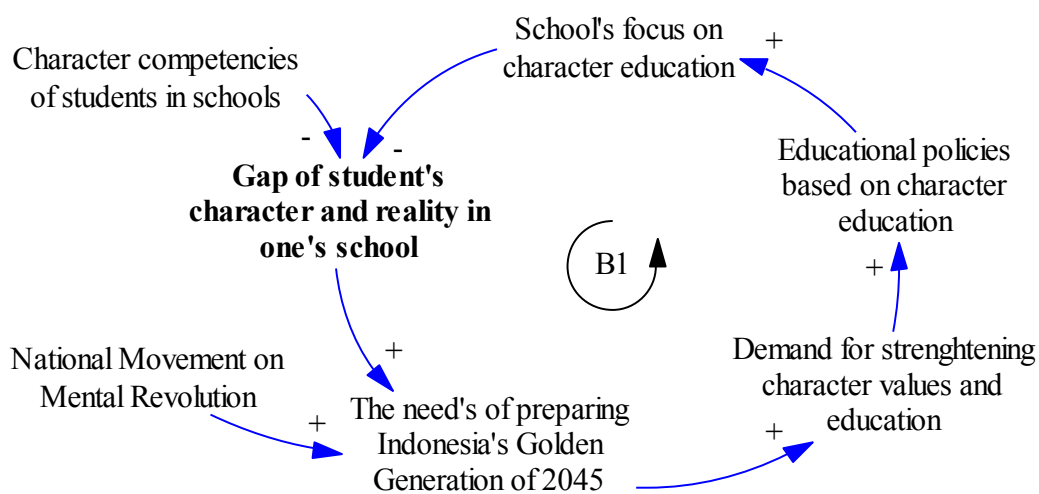 Character competencies
of students in schools
-
School's focus on
character education
+
-
Gap of student's
character and reality in
one's school
Educational policies
based on character
education
B1
+
+
National Movement on
Mental Revolution
+
The need's of preparing
Indonesia's Golden
Generation of 2045
Demand for strenghtening
character values and
education
+